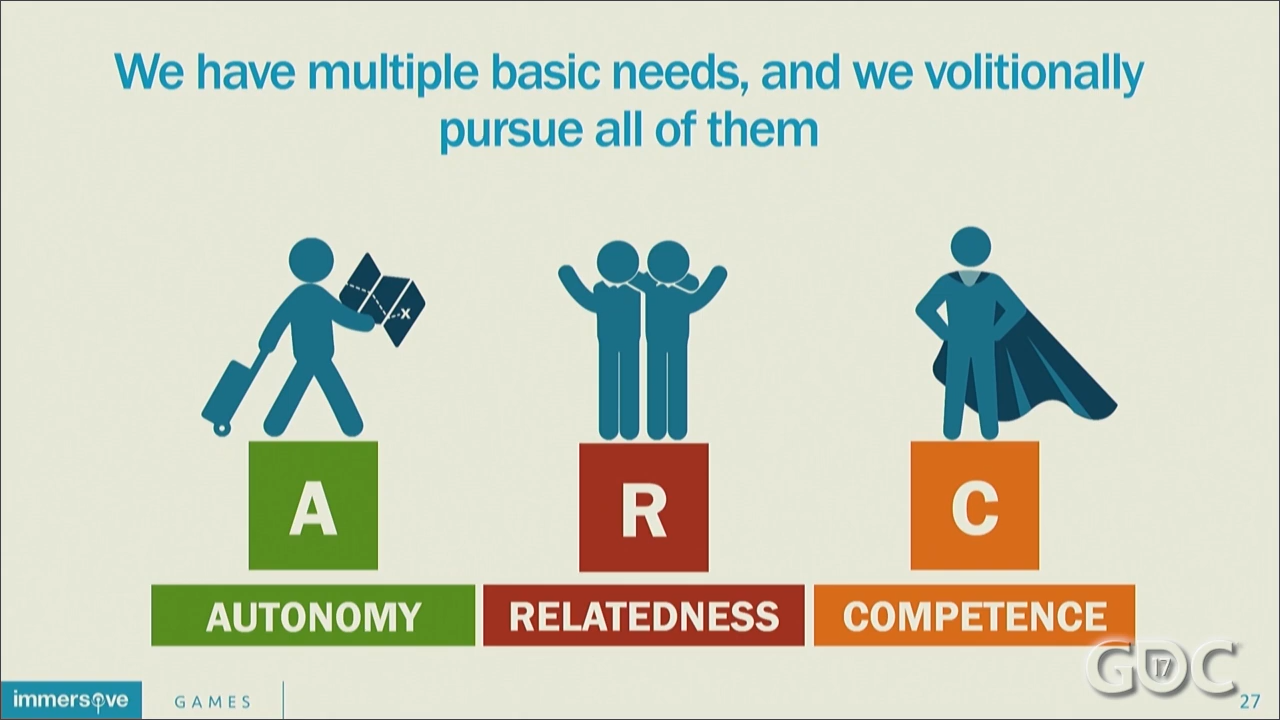 We have multiple basic needs, and we volitionally
pursue all of them
x
A
R
C
AUTONOMY
RELATEDNESS
COMPETENCE
GDC
17
immersive
GAMES
27